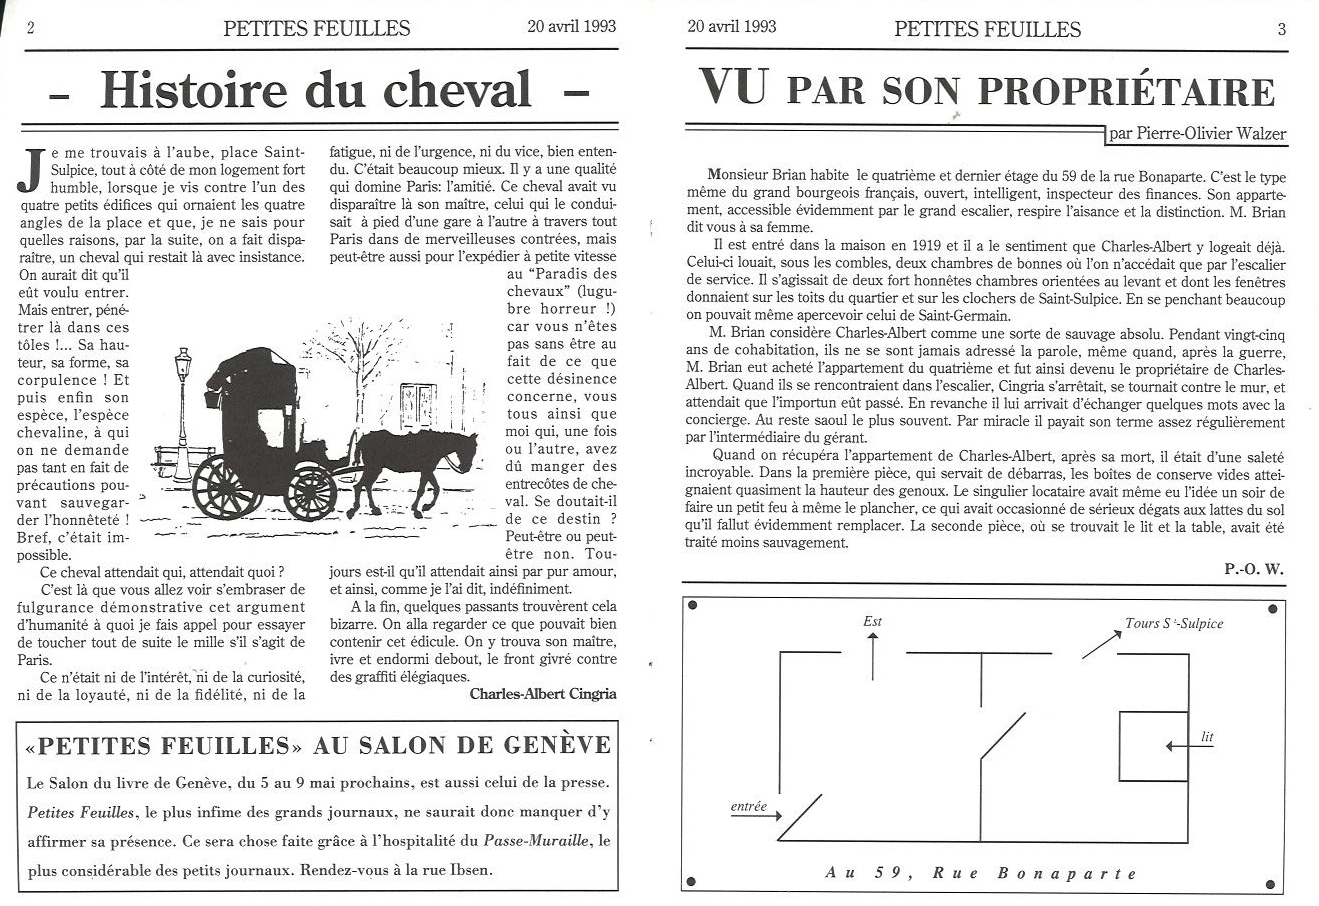 2 PETITES FEUILLES 20 avril 1993
– Histoire du cheval –
Je me trouvais à l'aube, place Saint-
Sulpice, tout à côté de mon logement fort
humble, lorsque je vis contre l'un des
quatre petits édifices qui ornaient les quatre
angles de la place et que, je ne sais pour
quelles raisons, par la suite, on a fait dispa-
raître, un cheval qui restait là avec insistance.
On aurait dit qu'il
eût voulu entrer.
Mais entrer, péné-
trer là dans ces
tôles !... Sa hau-
teur, sa forme, sa
corpulence ! Et
puis enfin son
espèce, l'espèce
chevaline, à qui
on ne demande
pas tant en fait de
précautions pou-
vant sauvegar-
der l'honnêteté !
Bref, c'était im-
possible.
Ce cheval attendait qui, attendait quoi ?
C'est là que vous allez voir s'embraser de
fulgurance démonstrative cet argument
d'humanité à quoi je fais appel pour essayer
de toucher tout de suite le mille s'il s'agit de
Paris.
Ce n'était ni de l'intérêt, ni de la curiosité,
ni de la loyauté, ni de la fidélité, ni de la
fatigue, ni de l'urgence, ni du vice, bien enten-
du. C'était beaucoup mieux. Il y a une qualité
qui domine Paris: l'amitié. Ce cheval avait vu
disparaître là son maître, celui qui le condui-
sait à pied d'une gare à l'autre à travers tout
Paris dans de merveilleuses contrées, mais
peut-être aussi pour l'expédier à petite vitesse
au “Paradis des
chevaux” (lugu-
bre horreur !)
car vous n'êtes
pas sans être au
fait de ce que
cette désinence
concerne, vous
tous ainsi que
moi qui, une fois
ou l'autre, avez
dû manger des
entrecôtes de che-
val. Se doutait-il
de ce destin ?
Peut-être ou peut-
être non. Tou-
jours est-il qu'il attendait ainsi par pur amour,
et ainsi, comme je l'ai dit, indéfiniment.
A la fin, quelques passants trouvèrent cela
bizarre. On alla regarder ce que pouvait bien
contenir cet édicule. On y trouva son maître,
ivre et endormi debout, le front givré contre
des graffiti élégiaques.
Charles-Albert Cingria
«PETITES FEUILLES» AU SALON DE GENÈVE
Le Salon du livre de Genève, du 5 au 9 mai prochains, est aussi celui de la presse.
Petites Feuilles, le plus infime des grands journaux, ne saurait donc manquer d'y
affirmer sa présence. Ce sera chose faite grâce à l'hospitalité du Passe-Muraille, le
plus considérable des petits journaux. Rendez-vous à la rue Ibsen.
20 avril 1993 PETITES FEUILLES 3
VU PAR SON PROPRIÉTAIRE
par Pierre-Olivier Walzer
Monsieur Brian habite le quatrième et dernier étage du 59 de la rue Bonaparte. C'est le type
même du grand bourgeois français, ouvert, intelligent, inspecteur des finances. Son apparte-
ment, accessible évidemment par le grand escalier, respire l'aisance et la distinction. M. Brian
dit vous à sa femme.
Il est entré dans la maison en 1919 et il a le sentiment que Charles-Albert y logeait déjà.
Celui-ci louait, sous les combles, deux chambres de bonnes où l'on n'accédait que par l'escalier
de service. Il s'agissait de deux fort honnêtes chambres orientées au levant et dont les fenêtres
donnaient sur les toits du quartier et sur les clochers de Saint-Sulpice. En se penchant beaucoup
on pouvait même apercevoir celui de Saint-Germain.
M. Brian considère Charles-Albert comme une sorte de sauvage absolu. Pendant vingt-cinq
ans de cohabitation, ils ne se sont jamais adressé la parole, même quand, après la guerre,
M. Brian eut acheté l'appartement du quatrième et fut ainsi devenu le propriétaire de Charles-
Albert. Quand ils se rencontraient dans l'escalier, Cingria s'arrêtait, se tournait contre le mur, et
attendait que l'importun eût passé. En revanche il lui arrivait d'échanger quelques mots avec la
concierge. Au reste saoul le plus souvent. Par miracle il payait son terme assez régulièrement
par l'intermédiaire du gérant.
Quand on récupéra l'appartement de Charles-Albert, après sa mort, il était d'une saleté
incroyable. Dans la première pièce, qui servait de débarras, les boîtes de conserve vides attei-
gnaient quasiment la hauteur des genoux. Le singulier locataire avait même eu l'idée un soir de
faire un petit feu à même le plancher, ce qui avait occasionné de sérieux dégats aux lattes du sol
qu'il fallut évidemment remplacer. La seconde pièce, où se trouvait le lit et la table, avait été
traité moins sauvagement.
P.-O. W.
Est
Tours St-Sulpice
lit
entrée
Au 59, Rue Bonaparte